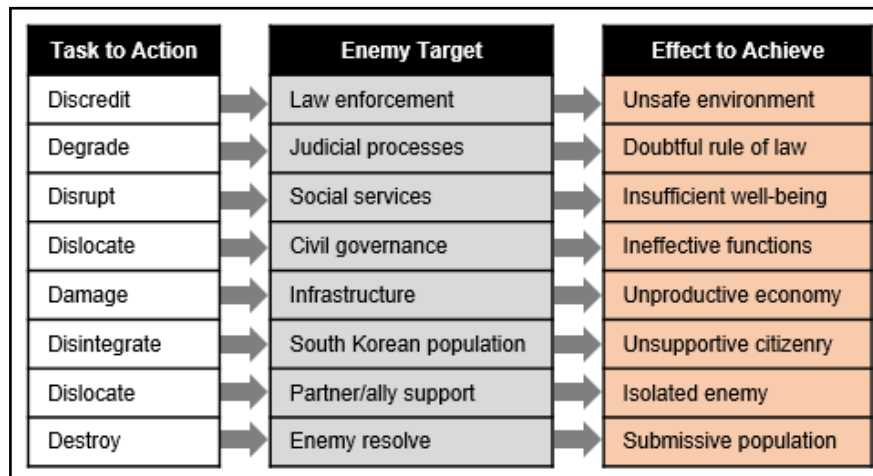 Task to Action Enemy Target Effect to Achieve
Discredit Law enforcement Unsafe environment
Degrade Judicial processes Doubtful rule of law
Disrupt Social services Insufficient well-being
Dislocate Civil governance Ineffective functions
Damage Infrastructure Unproductive economy
Disintegrate South Korean population Unsupportive citizenry
Dislocate Partner/ally support Isolated enemy
Destroy Enemy resolve Submissive population